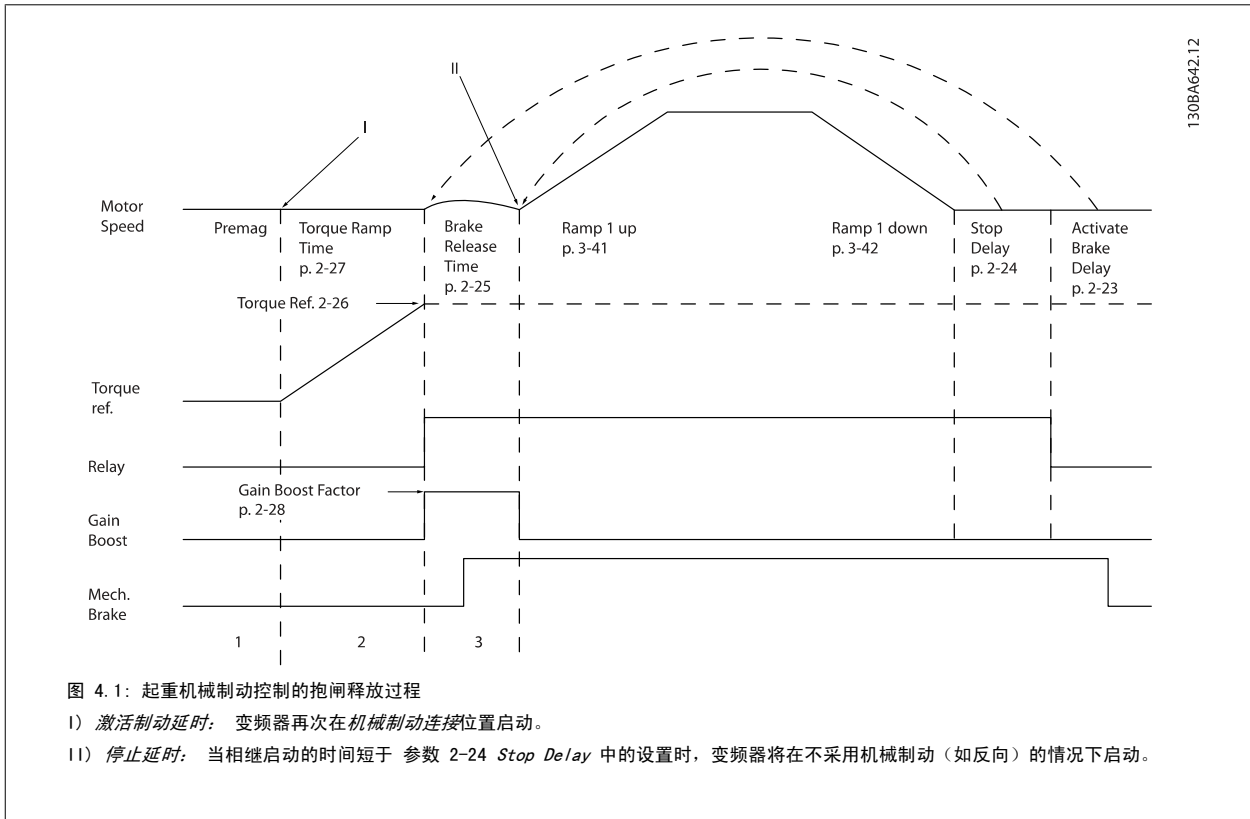 130BA642.12
II
I
Motor
Speed
Premag
Torque Ramp
Time
p. 2-27
Brake
Release
Time
p. 2-25
Ramp 1 up
p. 3-41
Ramp 1 down
p. 3-42
Stop
Delay
p. 2-24
Activate
Brake
Delay
p. 2-23
Torque Ref. 2-26
Torque
ref.
Relay
Gain Boost Factor
p. 2-28
Gain
Boost
Mech.
Brake
1
2
3
图 4.1: 起重机械制动控制的抱闸释放过程
I) 激活制动延时: 变频器再次在机械制动连接位置启动。
II) 停止延时: 当相继启动的时间短于 参数 2-24 Stop Delay 中的设置时，变频器将在不采用机械制动（如反向）的情况下启动。